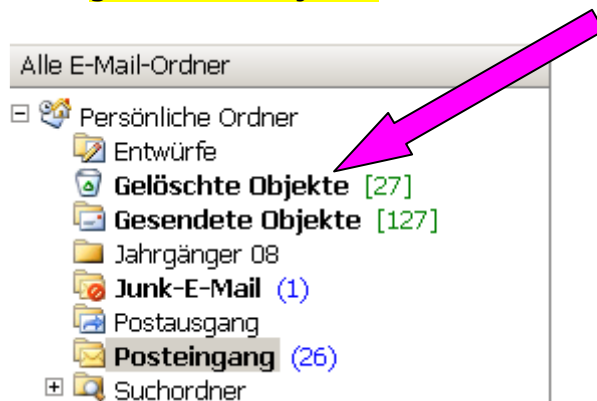 Alle E-Mail-Ordner
Persönliche Ordner
Entwürfe
Gelöschte Objekte [27]
Gesendete Objekte [127]
Jahrgänger 08
Junk-E-Mail (1)
Postausgang
Posteingang (26)
Suchordner